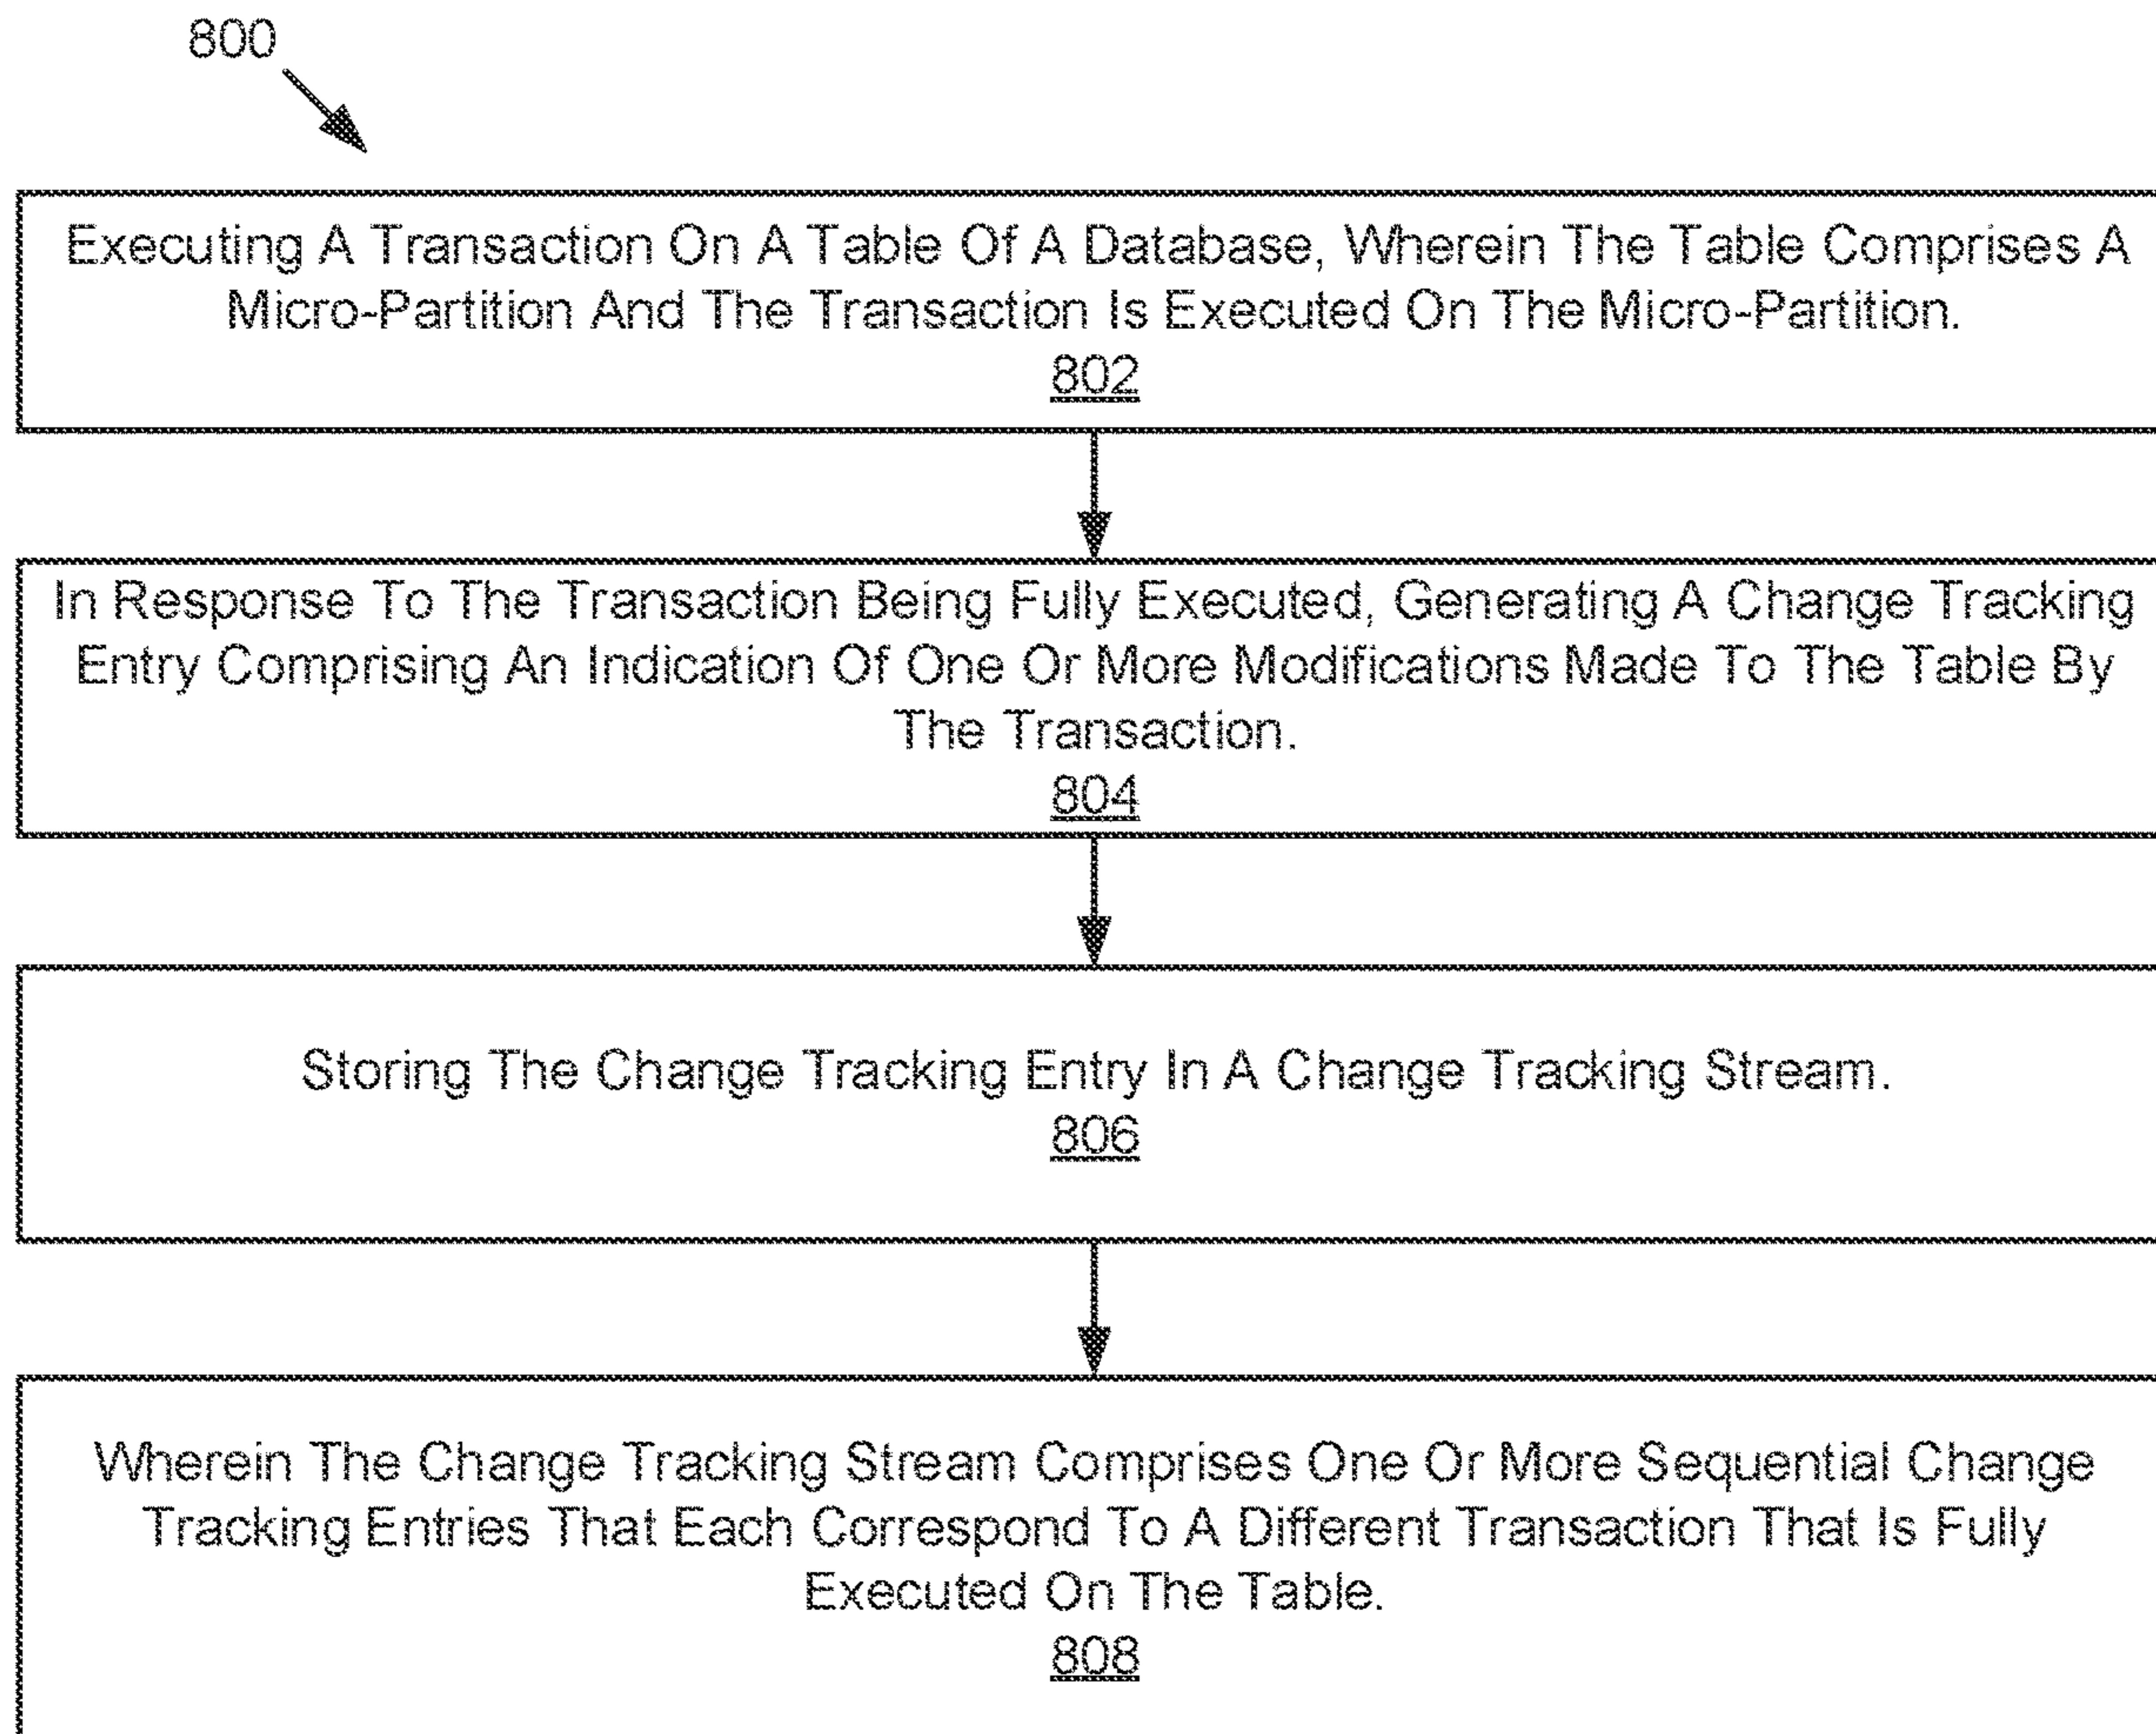 800
Executing A Transaction On A Table Of A Database, Wherein The Table Comprises A
Micro-Partition And The Transaction Is Executed On The Micro-Partition.
802
In Response To The Transaction Being Fully Executed, Generating A Change Tracking
Entry Comprising An Indication Of One Or More Modifications Made To The Table By
The Transaction.
804
Storing The Change Tracking Entry In A Change Tracking Stream.
806
Wherein The Change Tracking Stream Comprises One Or More Sequential Change
Tracking Entries That Each Correspond To A Different Transaction That Is Fully
Executed On The Table.
808